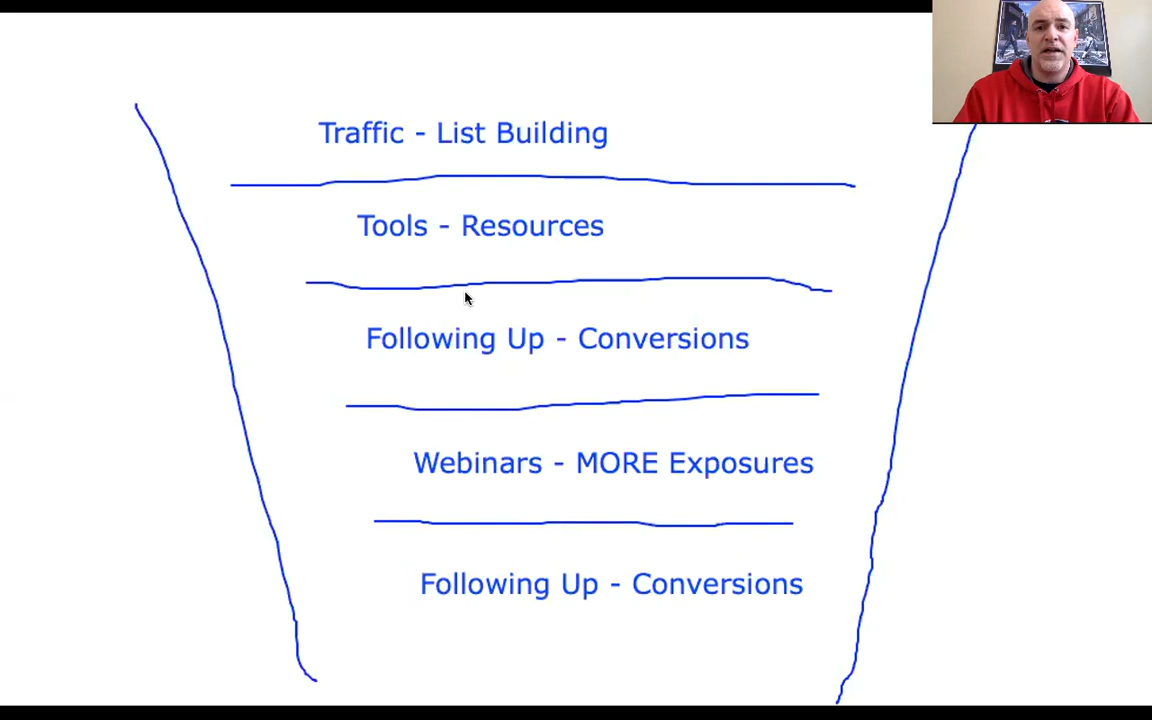 Traffic - List Building
Tools - Resources
Following Up - Conversions
Webinars - MORE Exposures
Following Up - Conversions